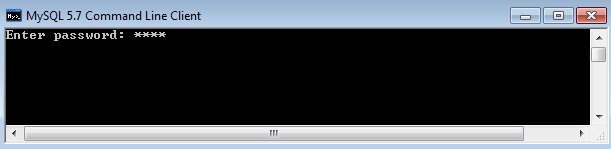 MySQL 5.7 Command Line Client
Enter password: ****